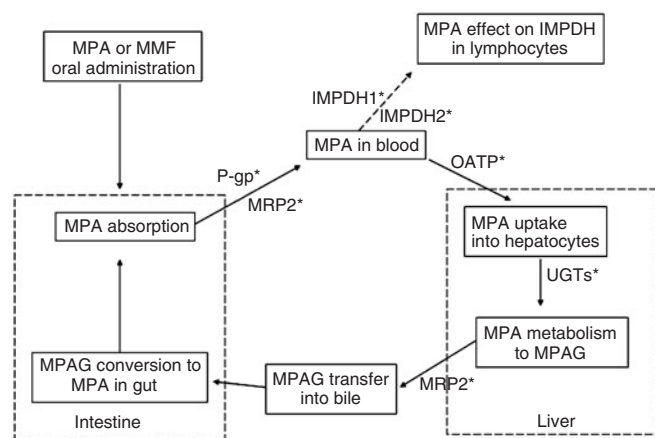 MPA or MMF
oral administration
MPA effect on IMPDH
in lymphocytes
IMPDH1*
IMPDH2*
MPA in blood
P-gp*
MRP2*
OATP*
MPA absorption
MPA uptake
into hepatocytes
UGTs*
MPA metabolism
to MPAG
MRP2*
MPAG transfer
into bile
MPAG conversion to
MPA in gut
Intestine
Liver